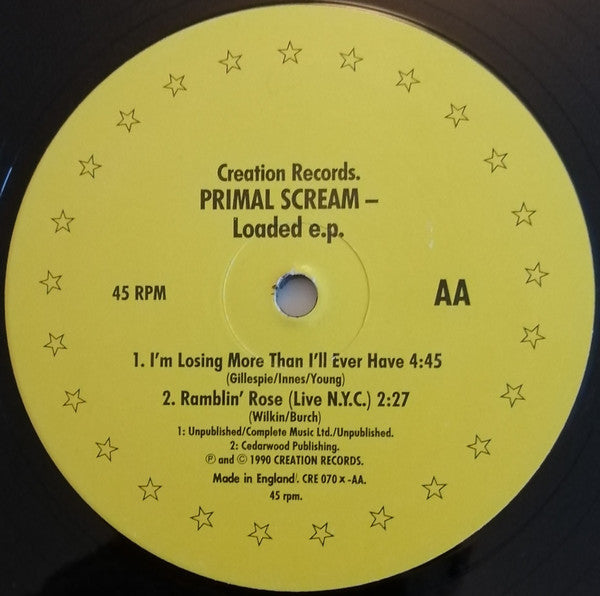 Creation Records.
PRIMAL SCREAM –
Loaded e.p.
45 RPM
AA
1. I'm Losing More Than I'll Ever Have 4:45
(Gillespie/Innes/Young)
2. Ramblin' Rose (Live N.Y.C.) 2:27
(Wilkin/Burch)
1: Unpublished/Complete Music Ltd./Unpublished.
2: Cedarwood Publishing.
℗ and © 1990 CREATION RECORDS.
Made in England. CRE 070 x -AA.
45 rpm.